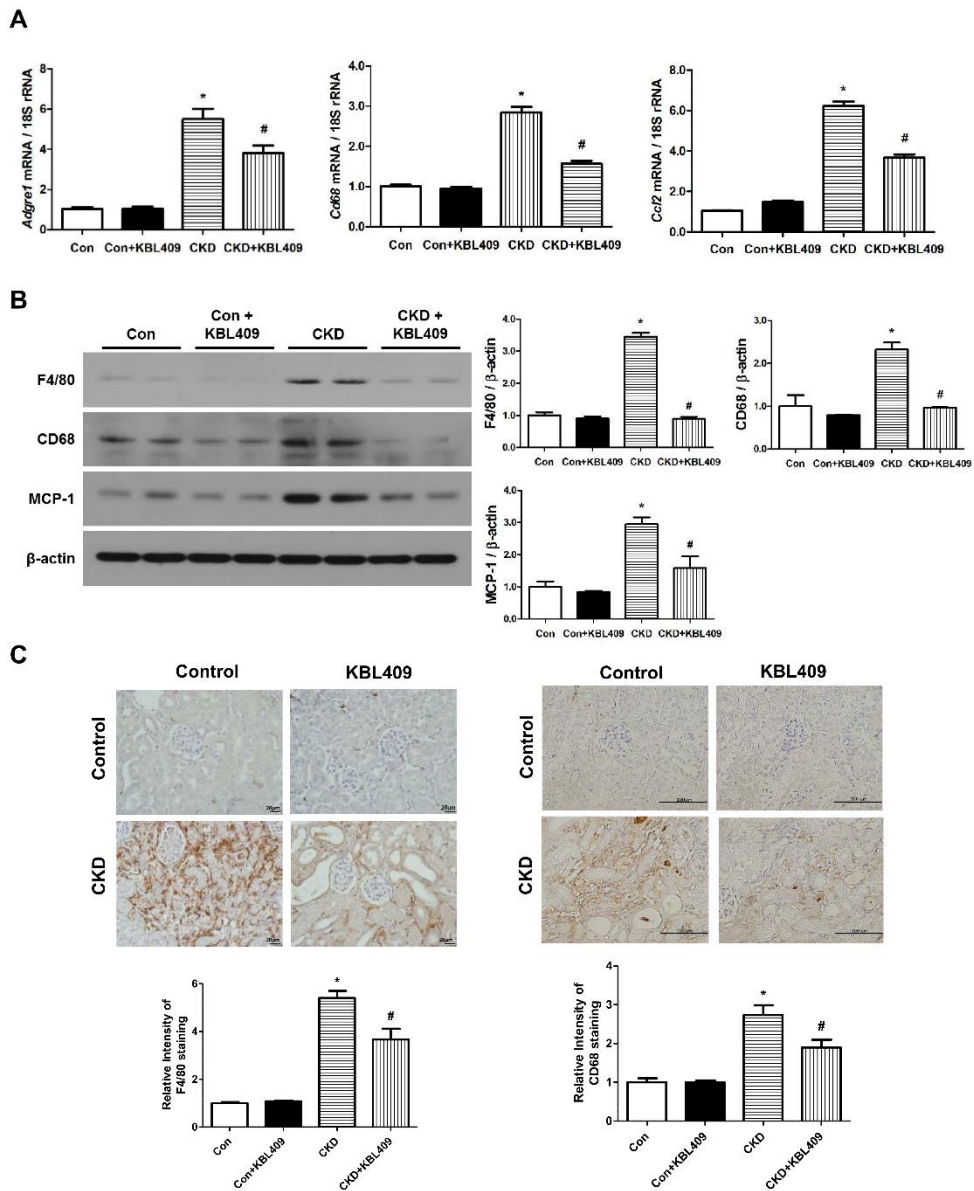 A
Adgre1 mRNA / 18S rRNA
8
6
4
2
0
*
#
Con
Con+KBL409
CKD
CKD+KBL409
Cd68 mRNA / 18S rRNA
4.0
3.0
2.0
1.0
0.0
*
#
Con
Con+KBL409
CKD
CKD+KBL409
Ccl2 mRNA / 18S rRNA
8.0
6.0
4.0
2.0
0.0
*
#
Con
Con+KBL409
CKD
CKD+KBL409
B
Con
Con +
KBL409
CKD
CKD +
KBL409
F4/80
CD68
MCP-1
β-actin
F4/80 / β-actin
4.0
3.0
2.0
1.0
0.0
*
#
Con
Con+KBL409
CKD
CKD+KBL409
CD68 / β-actin
3.0
2.0
1.0
0.0
*
#
Con
Con+KBL409
CKD
CKD+KBL409
MCP-1 / β-actin
4.0
3.0
2.0
1.0
0.0
*
#
Con
Con+KBL409
CKD
CKD+KBL409
C
Control
KBL409
Control
CKD
20μm
20μm
20μm
20μm
Control
KBL409
Control
CKD
100μm
100μm
100μm
Relative Intensity of
F4/80 staining
8
6
4
2
0
*
#
Con
Con+KBL409
CKD
CKD+KBL409
Relative Intensity of
CD68 staining
4
3
2
1
0
*
#
Con
Con+KBL409
CKD
CKD+KBL409